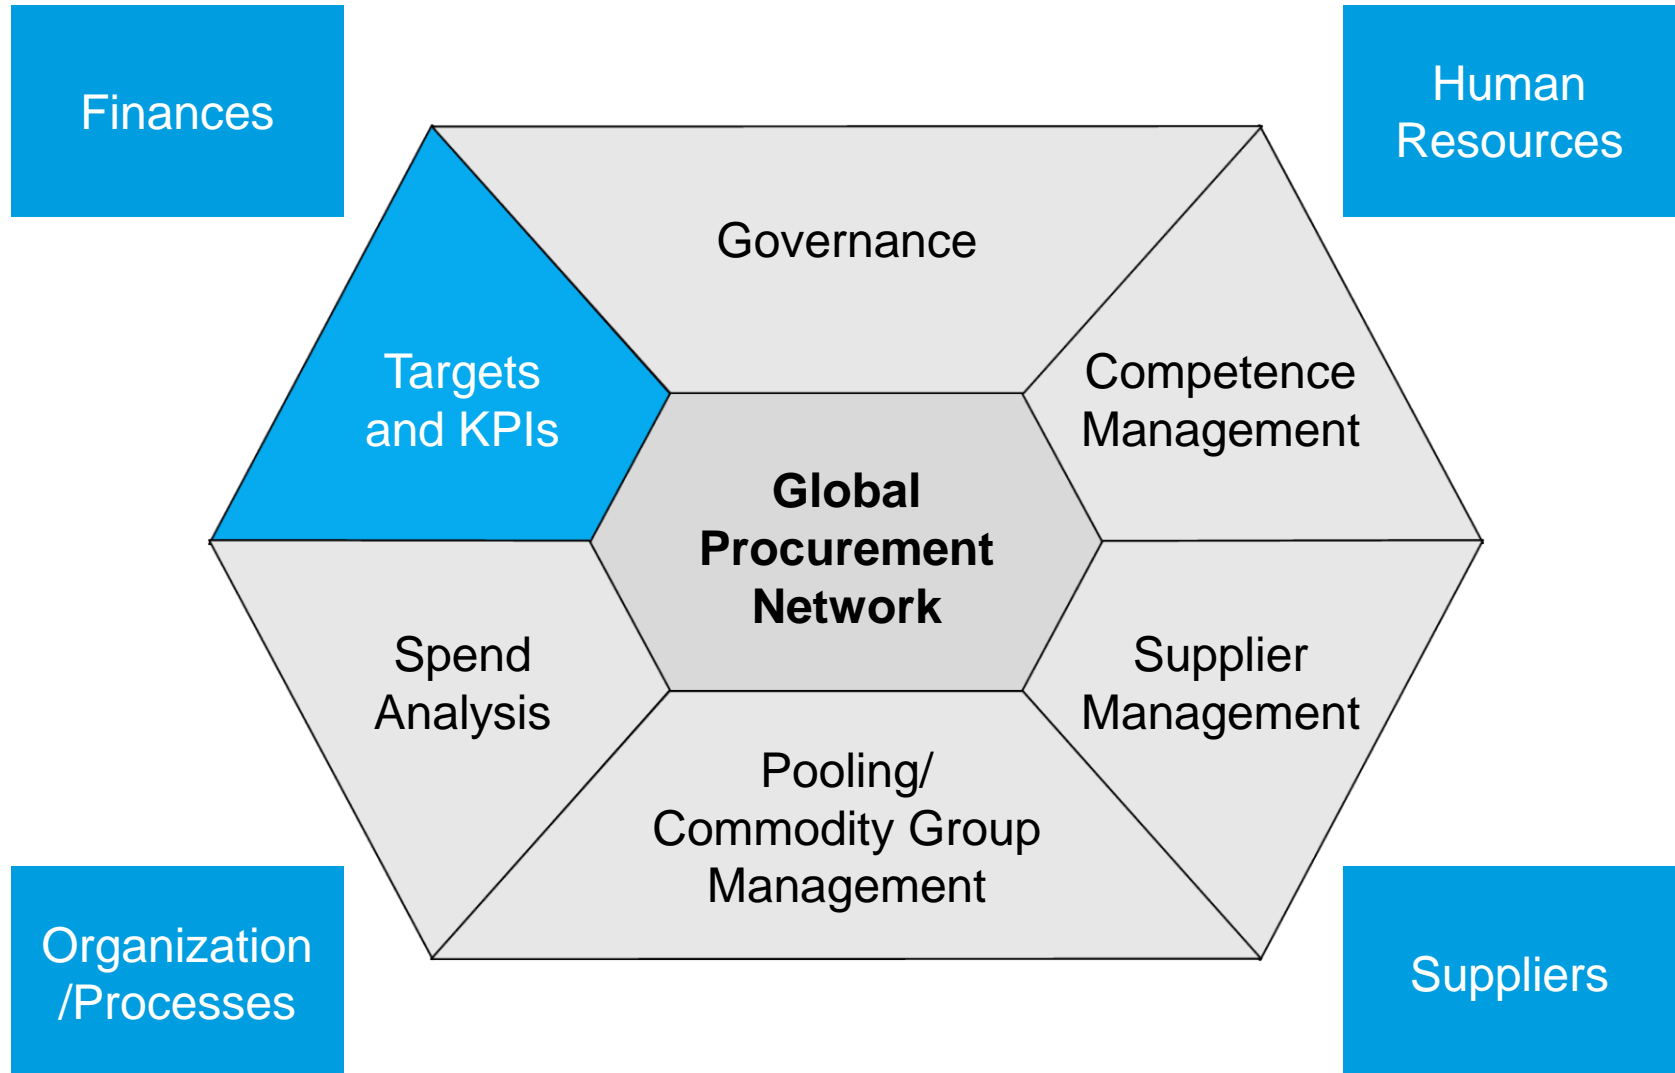 Finances
Human
Resources
Governance
Targets
and KPIs
Competence
Management
Global
Procurement
Network
Spend
Analysis
Supplier
Management
Pooling/
Commodity Group
Management
Organization
/Processes
Suppliers